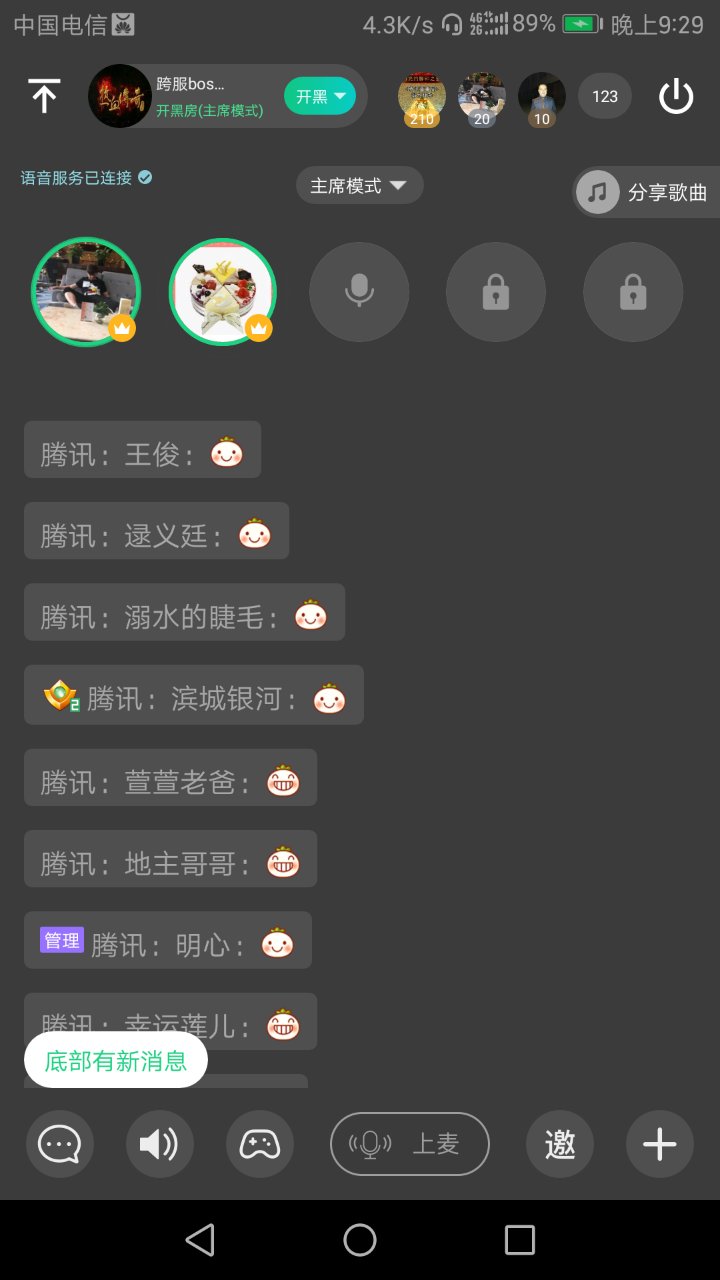 中国电信 4.3K/s 4G 2G 89% 晚上9:29
跨服bos... 开黑
开黑房(主席模式)
210 20 10 123
语音服务已连接 主席模式 分享歌曲
腾讯：王俊：
腾讯：逯义廷：
腾讯：溺水的睫毛：
2 腾讯：滨城银河：
腾讯：萱萱老爸：
腾讯：地主哥哥：
管理 腾讯：明心：
腾讯：幸运莲儿：
底部有新消息
上麦 邀